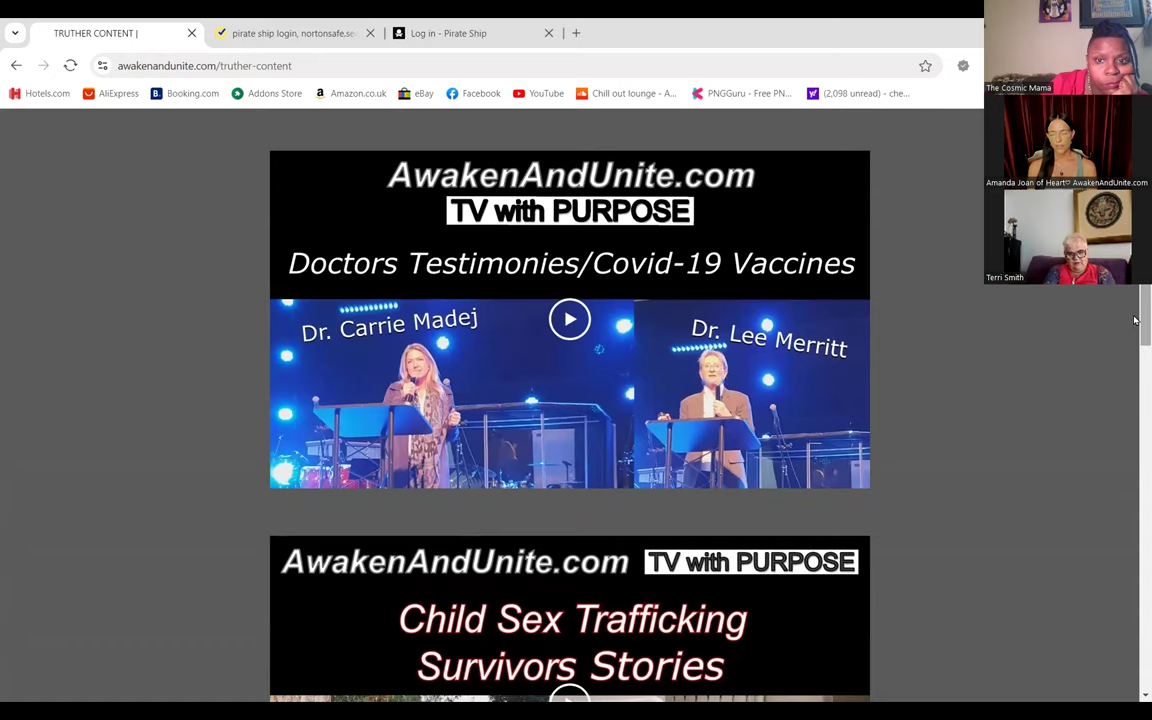 TRUTHER CONTENT |
pirate ship login, nortonsafe.se
Log in - Pirate Ship
awakenandunite.com/truther-content
Hotels.com
AliExpress
Booking.com
Addons Store
Amazon.co.uk
eBay
Facebook
YouTube
Chill out lounge - A...
PNGGuru - Free PN...
(2,098 unread) - che...
The Cosmic Mama
Amanda Joan of Heart♡ AwakenAndUnite.com
Terri Smith
AwakenAndUnite.com
TV with PURPOSE
Doctors Testimonies/Covid-19 Vaccines
Dr. Carrie Madej
Dr. Lee Merritt
AwakenAndUnite.com TV with PURPOSE
Child Sex Trafficking
Survivors Stories